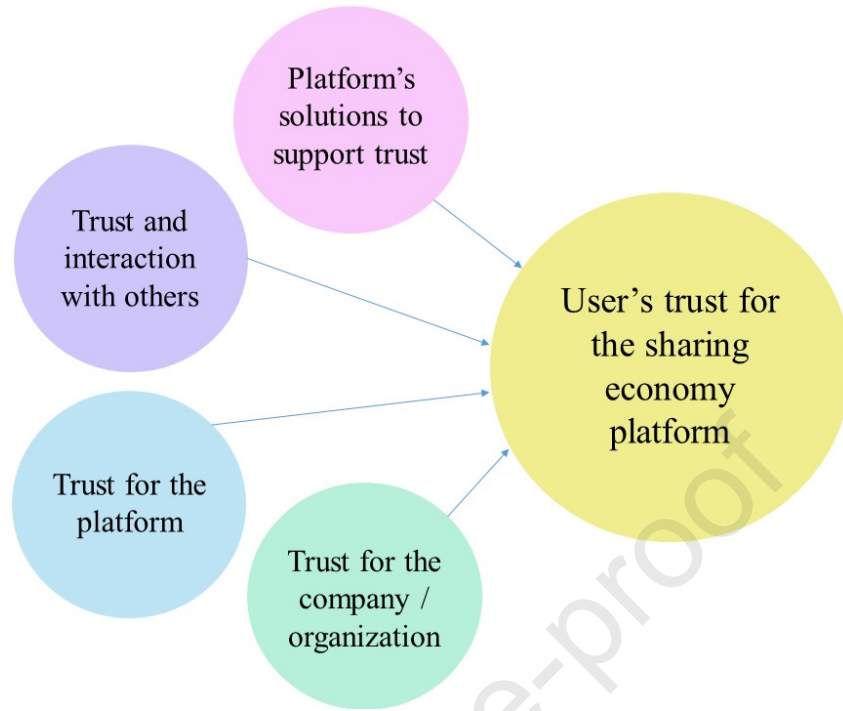 Platform’s
solutions to
support trust
Trust and
interaction
with others
User’s trust for
the sharing
economy
platform
Trust for the
platform
Trust for the
company /
organization
e-proof